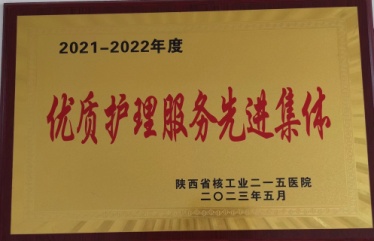 2021-2022年度
优质护理服务先进集体
陕西省核工业二一五医院
二〇二三年五月